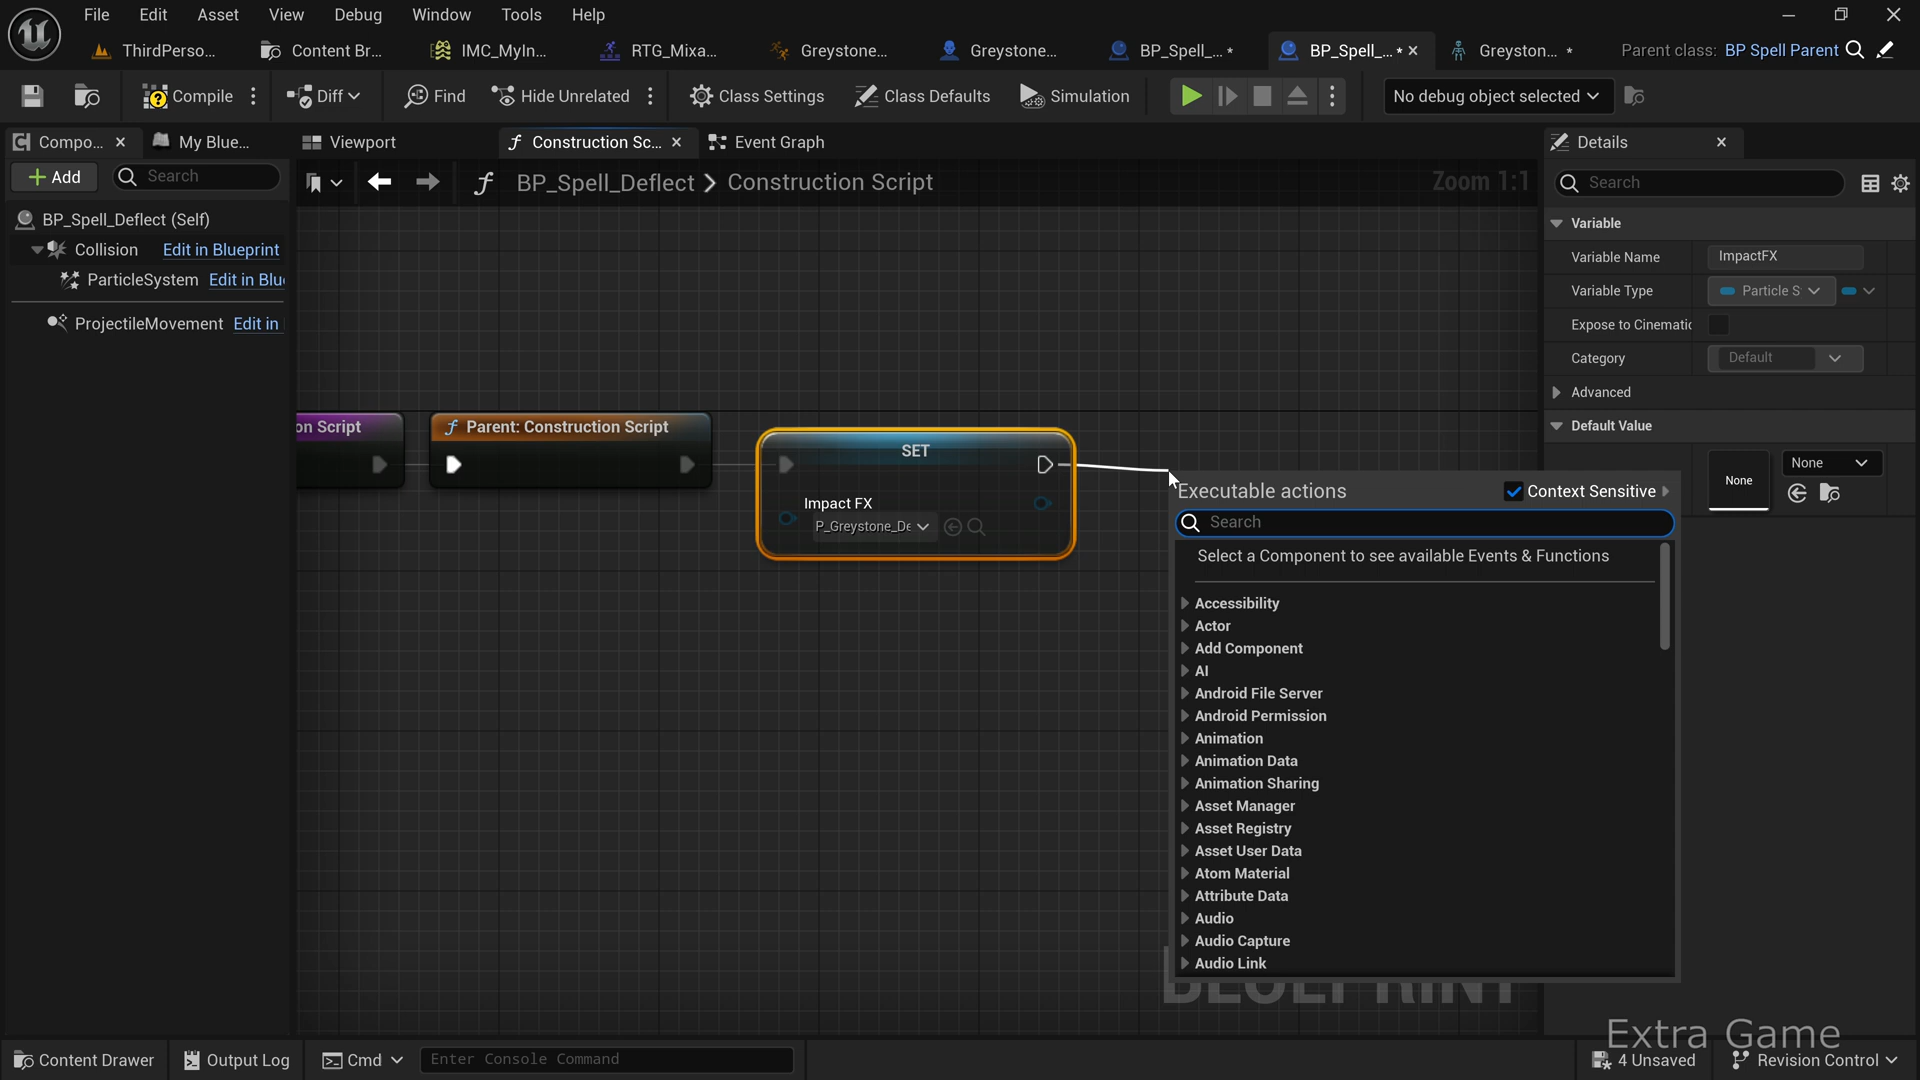 File Edit Asset View Debug Window Tools Help
ThirdPerso... Content Br... IMC_MyIn... RTG_Mixa... Greystone... Greystone... BP_Spell_... * BP_Spell_... * Greyston... * Parent class: BP Spell Parent
Compile Diff Find Hide Unrelated Class Settings Class Defaults Simulation No debug object selected
Compo... My Blue... Viewport Construction Sc... Event Graph Details
Add Search BP_Spell_Deflect > Construction Script Zoom 1:1 Search
BP_Spell_Deflect (Self)
Collision Edit in Blueprint
ParticleSystem Edit in Blu
ProjectileMovement Edit in
Variable
Variable Name ImpactFX
Variable Type Particle S
Expose to Cinematic
Category Default
Advanced
Default Value
None None
on Script
Parent: Construction Script
SET
Impact FX
P_Greystone_De
Executable actions Context Sensitive
Search
Select a Component to see available Events & Functions
Accessibility
Actor
Add Component
AI
Android File Server
Android Permission
Animation
Animation Data
Animation Sharing
Asset Manager
Asset Registry
Asset User Data
Atom Material
Attribute Data
Audio
Audio Capture
Audio Link
BLUEPRINT
Extra Game
Content Drawer Output Log Cmd Enter Console Command 4 Unsaved Revision Control